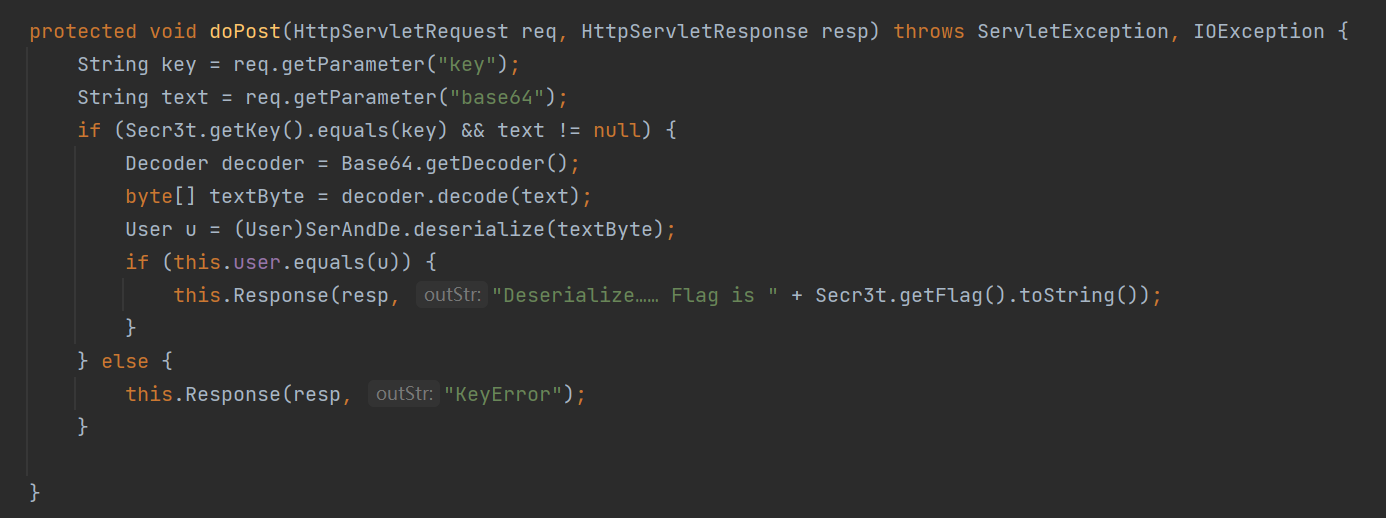 protected void doPost(HttpServletRequest req, HttpServletResponse resp) throws ServletException, IOException {
    String key = req.getParameter("key");
    String text = req.getParameter("base64");
    if (Secr3t.getKey().equals(key) && text != null) {
        Decoder decoder = Base64.getDecoder();
        byte[] textByte = decoder.decode(text);
        User u = (User)SerAndDe.deserialize(textByte);
        if (this.user.equals(u)) {
            this.Response(resp, outStr: "Deserialize…… Flag is " + Secr3t.getFlag().toString());
        }
    } else {
        this.Response(resp, outStr: "KeyError");
    }
}